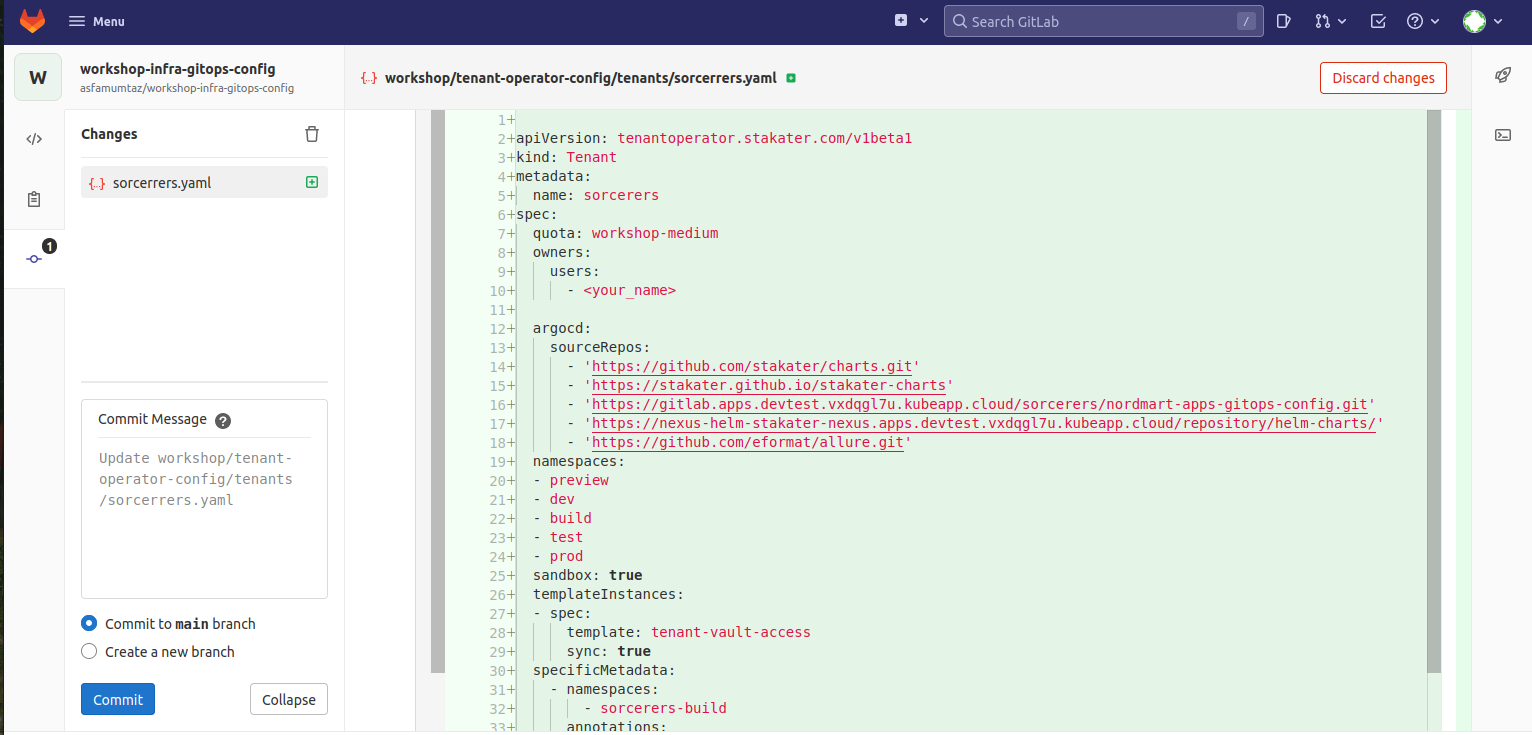 Menu
Search GitLab
/
W
workshop-infra-gitops-config
asfamumtaz/workshop-infra-gitops-config
{..} workshop/tenant-operator-config/tenants/sorcerrers.yaml
Discard changes
Changes
{..} sorcerrers.yaml
1
Commit Message
Update workshop/tenant-
operator-config/tenants
/sorcerrers.yaml
Commit to main branch
Create a new branch
Commit
Collapse
1+
2+apiVersion: tenantoperator.stakater.com/v1beta1
3+kind: Tenant
4+metadata:
5+  name: sorcerers
6+spec:
7+  quota: workshop-medium
8+  owners:
9+    users:
10+      - <your_name>
11+
12+  argocd:
13+    sourceRepos:
14+      - 'https://github.com/stakater/charts.git'
15+      - 'https://stakater.github.io/stakater-charts'
16+      - 'https://gitlab.apps.devtest.vxdqgl7u.kubeapp.cloud/sorcerers/nordmart-apps-gitops-config.git'
17+      - 'https://nexus-helm-stakater-nexus.apps.devtest.vxdqgl7u.kubeapp.cloud/repository/helm-charts/'
18+      - 'https://github.com/eformat/allure.git'
19+  namespaces:
20+  - preview
21+  - dev
22+  - build
23+  - test
24+  - prod
25+  sandbox: true
26+  templateInstances:
27+  - spec:
28+      template: tenant-vault-access
29+      sync: true
30+  specificMetadata:
31+    - namespaces:
32+        - sorcerers-build
33+      annotations: